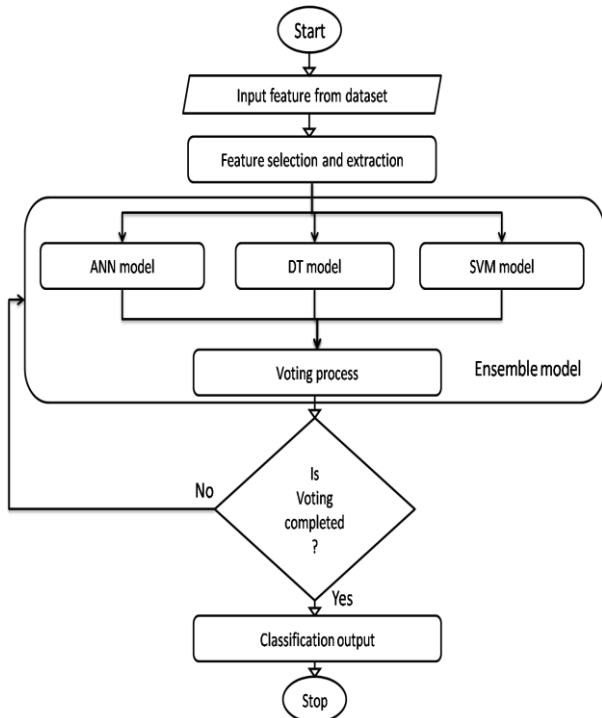 Start
Input feature from dataset
Feature selection and extraction
ANN model
DT model
SVM model
Voting process
Ensemble model
Is
Voting
completed
?
No
Yes
Classification output
Stop